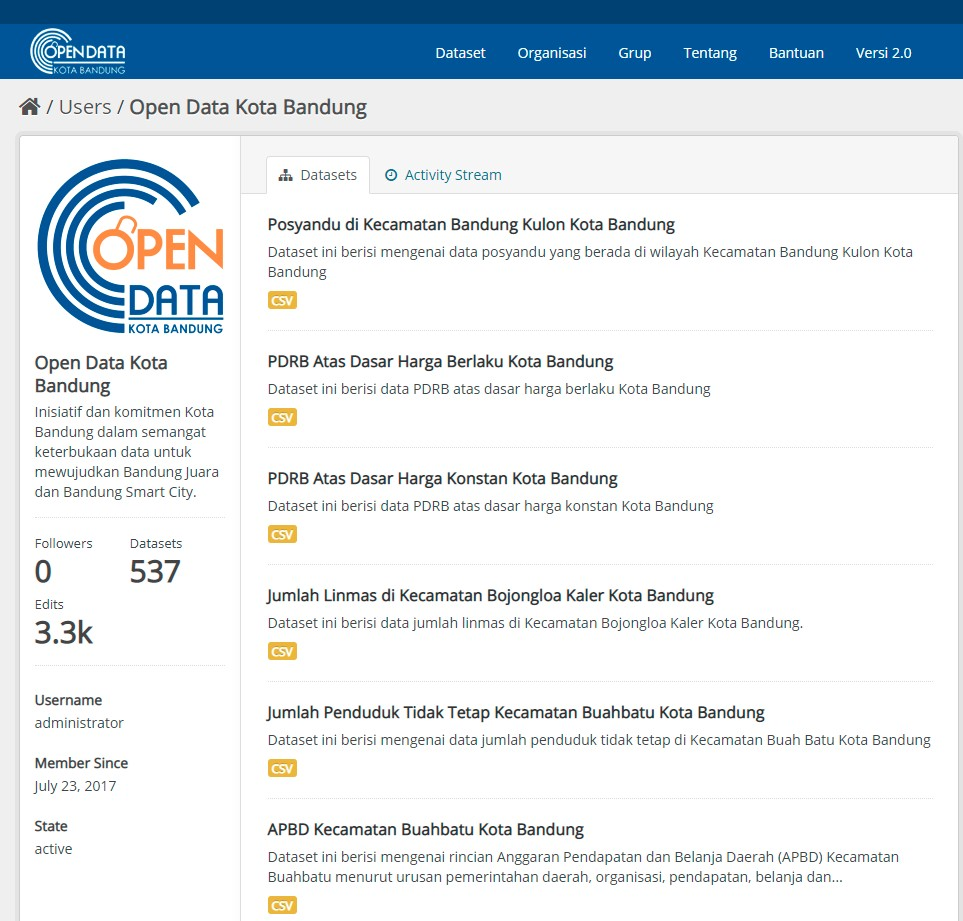 OPEN DATA
KOTA BANDUNG
Dataset Organisasi Grup Tentang Bantuan Versi 2.0
/ Users / Open Data Kota Bandung
OPEN
DATA
KOTA BANDUNG
Open Data Kota
Bandung
Inisiatif dan komitmen Kota
Bandung dalam semangat
keterbukaan data untuk
mewujudkan Bandung Juara
dan Bandung Smart City.
Followers Datasets
0 537
Edits
3.3k
Username
administrator
Member Since
July 23, 2017
State
active
Datasets Activity Stream
Posyandu di Kecamatan Bandung Kulon Kota Bandung
Dataset ini berisi mengenai data posyandu yang berada di wilayah Kecamatan Bandung Kulon Kota
Bandung
CSV
PDRB Atas Dasar Harga Berlaku Kota Bandung
Dataset ini berisi data PDRB atas dasar harga berlaku Kota Bandung
CSV
PDRB Atas Dasar Harga Konstan Kota Bandung
Dataset ini berisi data PDRB atas dasar harga konstan Kota Bandung
CSV
Jumlah Linmas di Kecamatan Bojongloa Kaler Kota Bandung
Dataset ini berisi data jumlah linmas di Kecamatan Bojongloa Kaler Kota Bandung.
CSV
Jumlah Penduduk Tidak Tetap Kecamatan Buahbatu Kota Bandung
Dataset ini berisi mengenai data jumlah penduduk tidak tetap di Kecamatan Buah Batu Kota Bandung
CSV
APBD Kecamatan Buahbatu Kota Bandung
Dataset ini berisi mengenai rincian Anggaran Pendapatan dan Belanja Daerah (APBD) Kecamatan
Buahbatu menurut urusan pemerintahan daerah, organisasi, pendapatan, belanja dan...
CSV